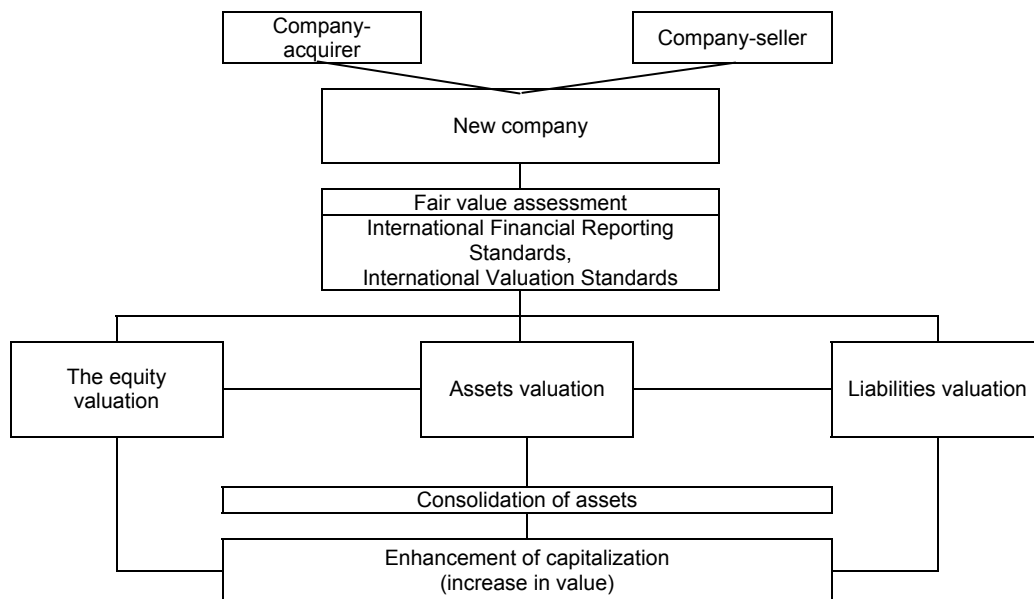 Company-
acquirer
Company-seller
New company
Fair value assessment
International Financial Reporting
Standards,
International Valuation Standards
The equity
valuation
Assets valuation
Liabilities valuation
Consolidation of assets
Enhancement of capitalization
(increase in value)